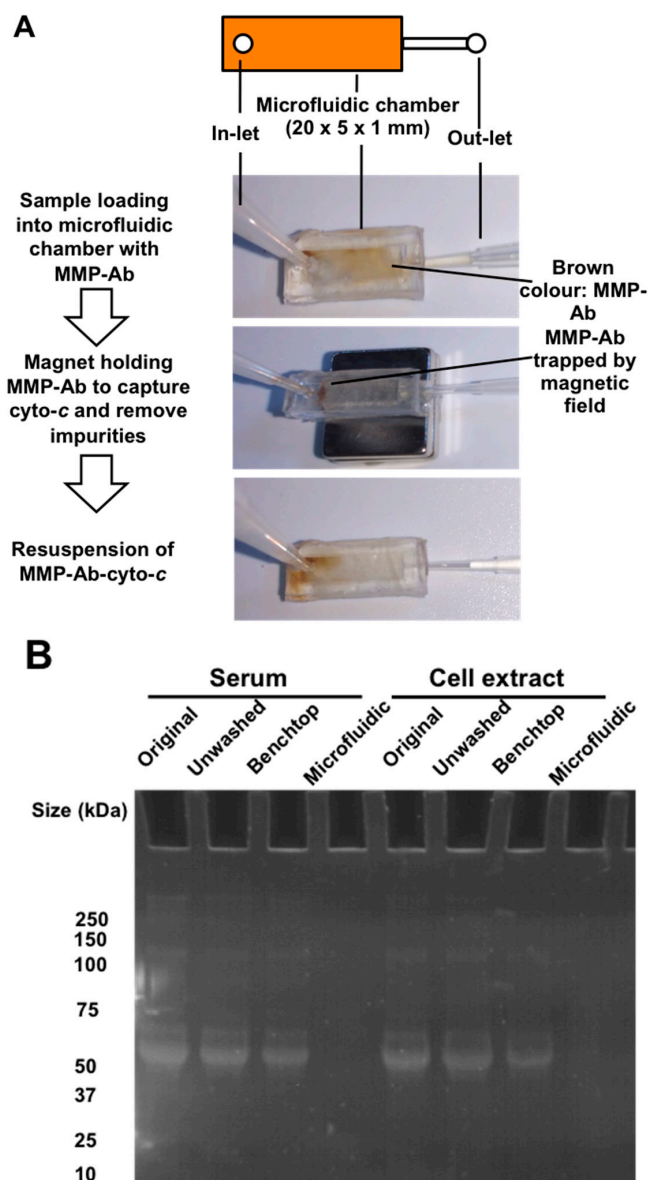 A
Microfluidic chamber
(20 x 5 x 1 mm)
In-let
Out-let
Sample loading
into microfluidic
chamber with
MMP-Ab
Brown
colour: MMP-
Ab
MMP-Ab
trapped by
magnetic
field
Magnet holding
MMP-Ab to capture
cyto-c and remove
impurities
Resuspension of
MMP-Ab-cyto-c
B
Serum
Cell extract
Original
Unwashed
Benchtop
Microfluidic
Original
Unwashed
Benchtop
Microfluidic
Size (kDa)
250
150
100
75
50
37
25
10